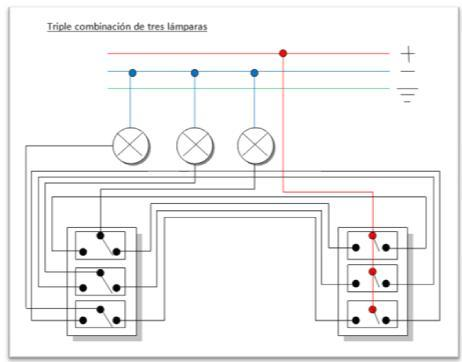 Triple combinación de tres lámparas
+
−